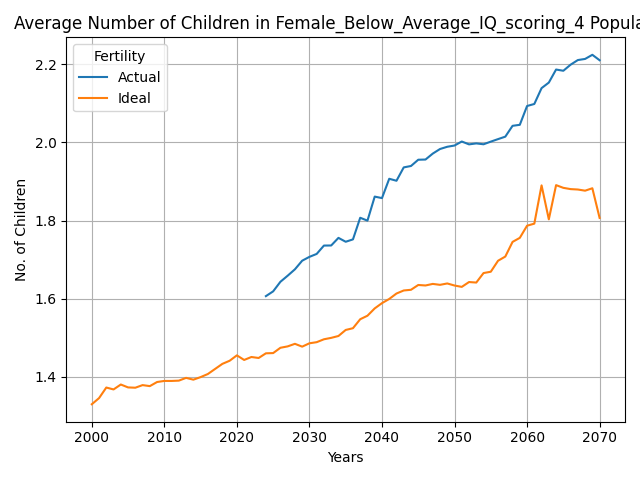 Average Number of Children in Female_Below_Average_IQ_scoring_4
Fertility
Actual
Ideal
No. of Children
2.2
2.0
1.8
1.6
1.4
2000 2010 2020 2030 2040 2050 2060 2070
Years